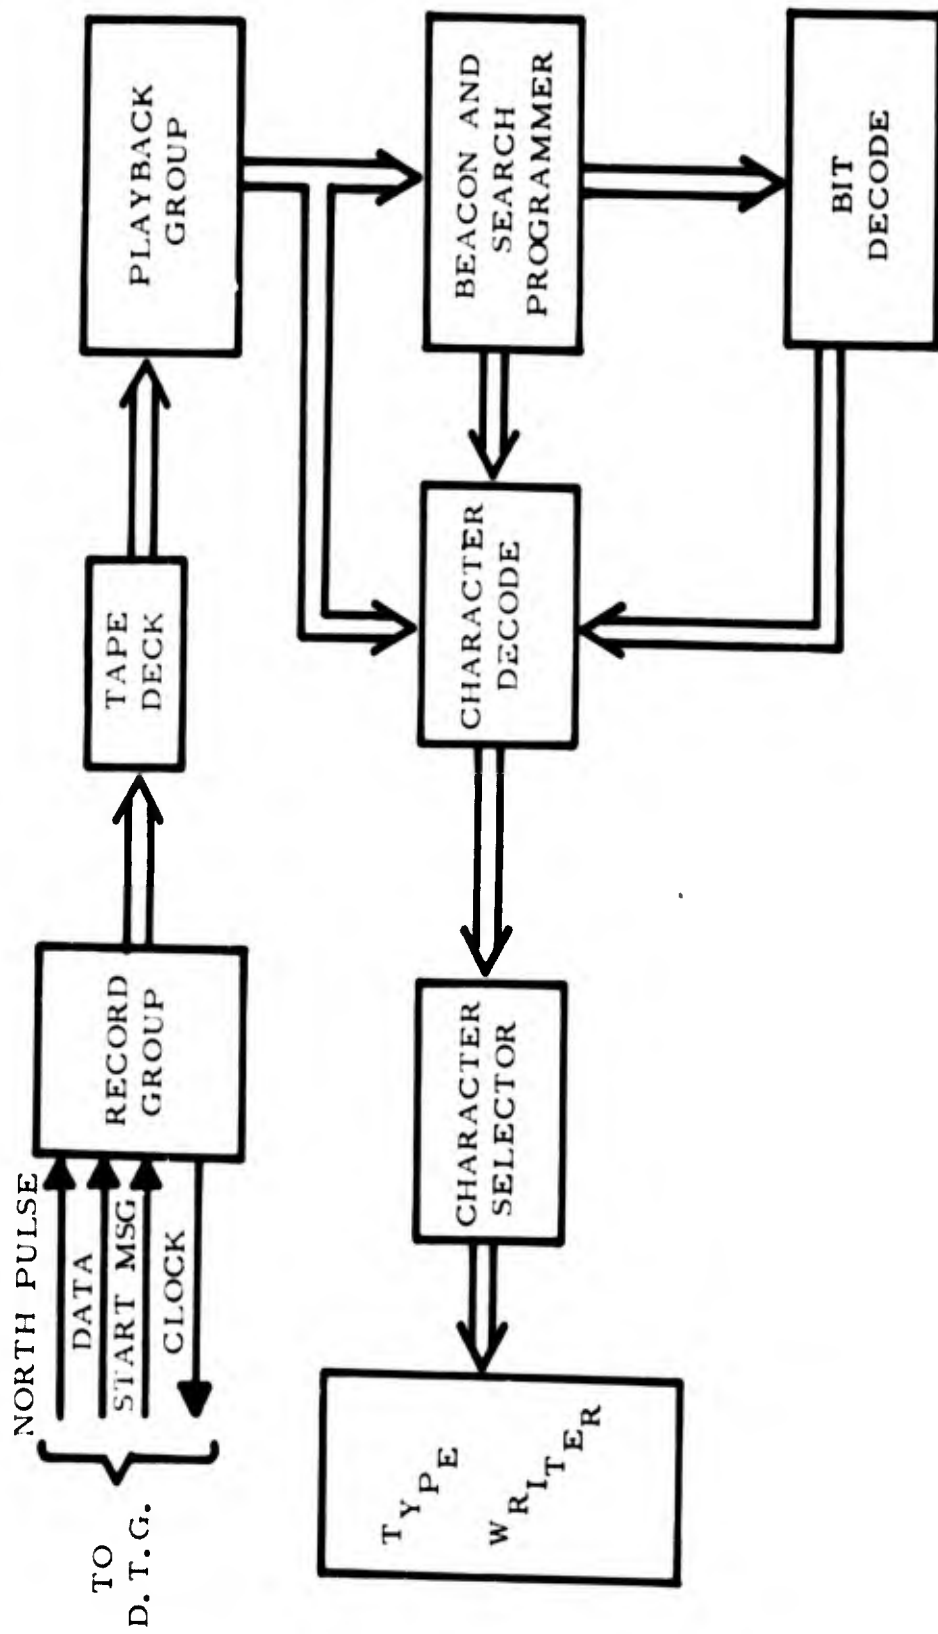 NORTH PULSE
DATA
START MSG
CLOCK
TO
D. T. G.
RECORD
GROUP
TAPE
DECK
PLAYBACK
GROUP
TYPE
WRITER
CHARACTER
SELECTOR
CHARACTER
DECODE
BEACON AND
SEARCH
PROGRAMMER
BIT
DECODE